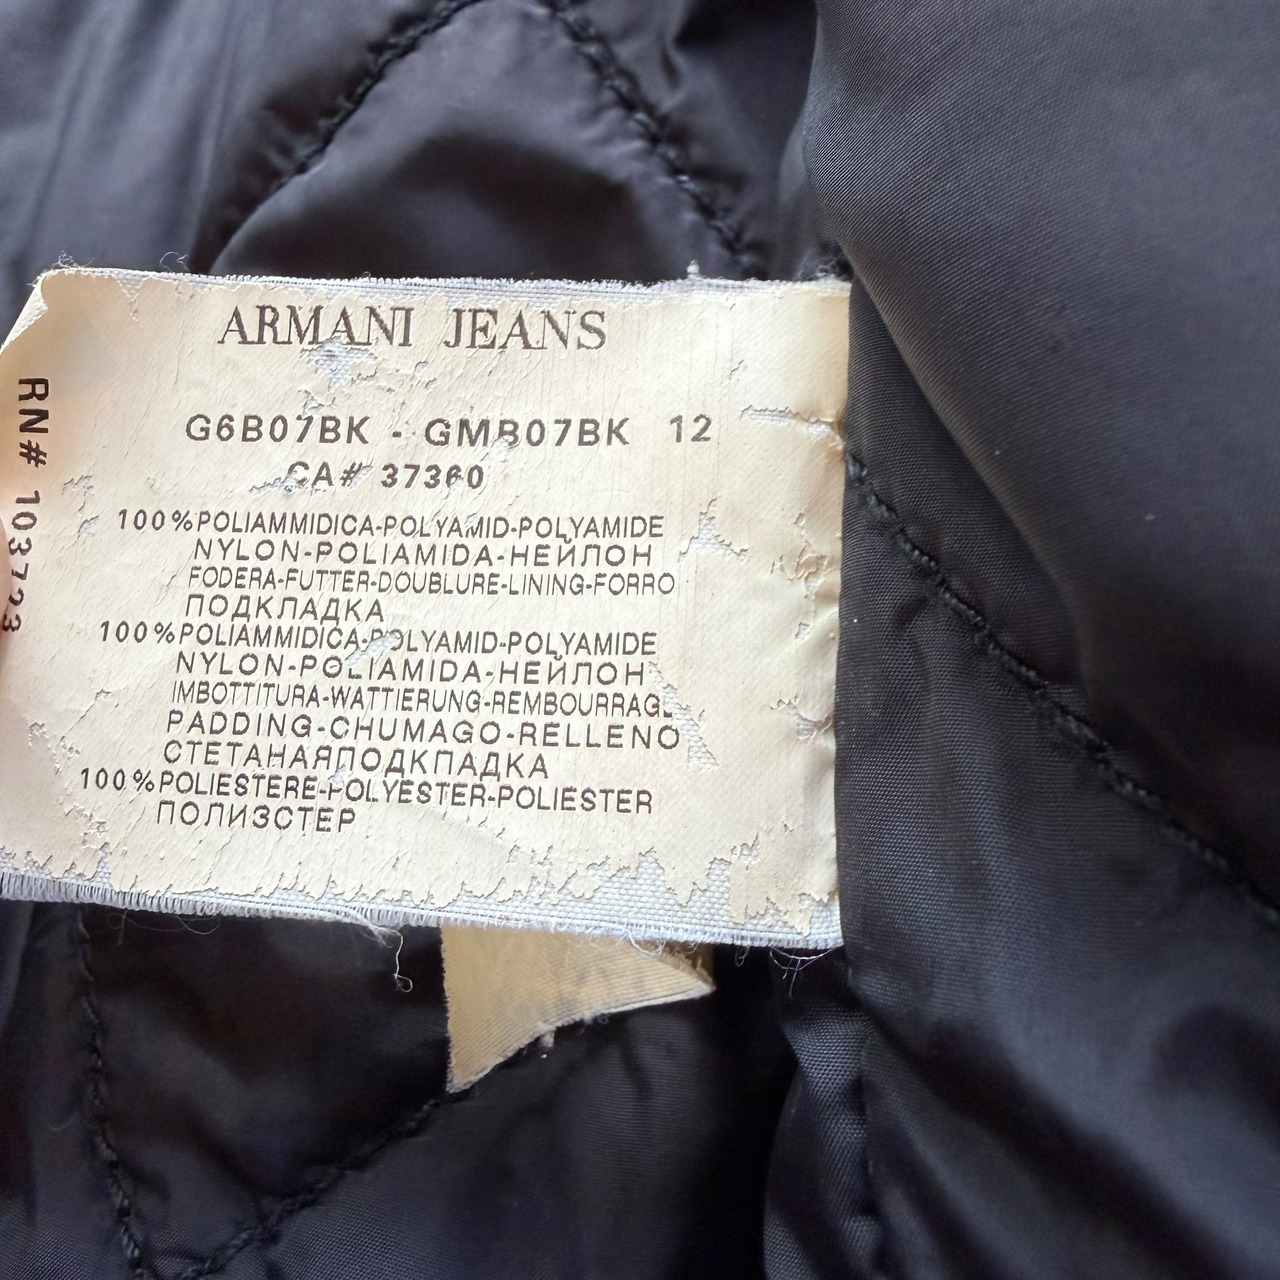 ARMANI JEANS
G6B07BK - GMB07BK 12
CA# 37360
100%POLIAMMIDICA-POLYAMID-POLYAMIDE
NYLON-POLIAMIDA-НЕЙЛОН
FODERA-FUTTER-DOUBLURE-LINING-FORRO
ПОДКЛАДКА
100%POLIAMMIDICA-POLYAMID-POLYAMIDE
NYLON-POLIAMIDA-НЕЙЛОН
IMBOTTITURA-WATTIERUNG-REMBOURRAGE
PADDING-CHUMAGO-RELLENO
СТЕТАНАЯПОДКПАДКА
100%POLIESTERE-POLYESTER-POLIESTER
ПОЛИЗСТЕР
RN# 103723